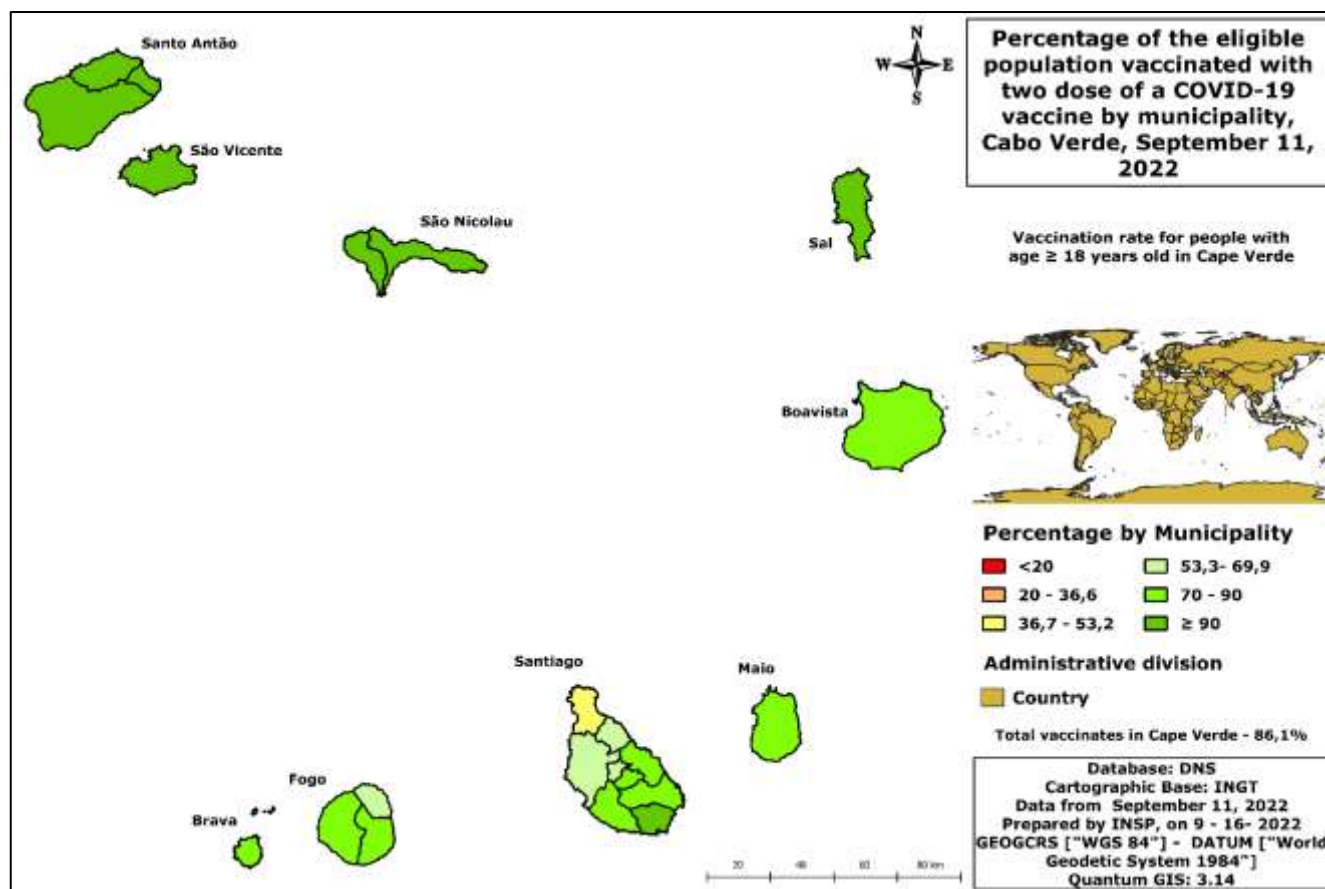 Santo Antão
São Vicente
São Nicolau
Sal
Boavista
Santiago
Maio
Fogo
Brava
N
W E
S
20 40 60 80 km
Percentage of the eligible
population vaccinated with
two dose of a COVID-19
vaccine by municipality,
Cabo Verde, September 11,
2022
Vaccination rate for people with
age ≥ 18 years old in Cape Verde
Percentage by Municipality
<20
20 - 36,6
36,7 - 53,2
53,3- 69,9
70 - 90
≥ 90
Administrative division
Country
Total vaccinates in Cape Verde - 86,1%
Database: DNS
Cartographic Base: INGT
Data from September 11, 2022
Prepared by INSP, on 9 - 16- 2022
GEOGCRS ["WGS 84"] - DATUM ["World
Geodetic System 1984"]
Quantum GIS: 3.14